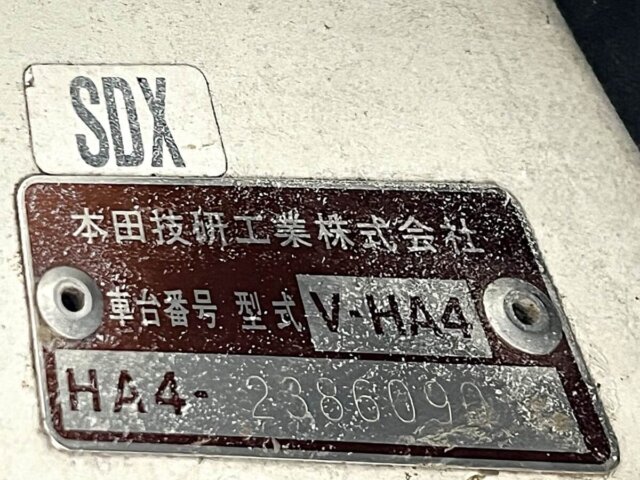 SDX
本田技研工業株式会社
車台番号 型式 V-HA4
HA4-2386090